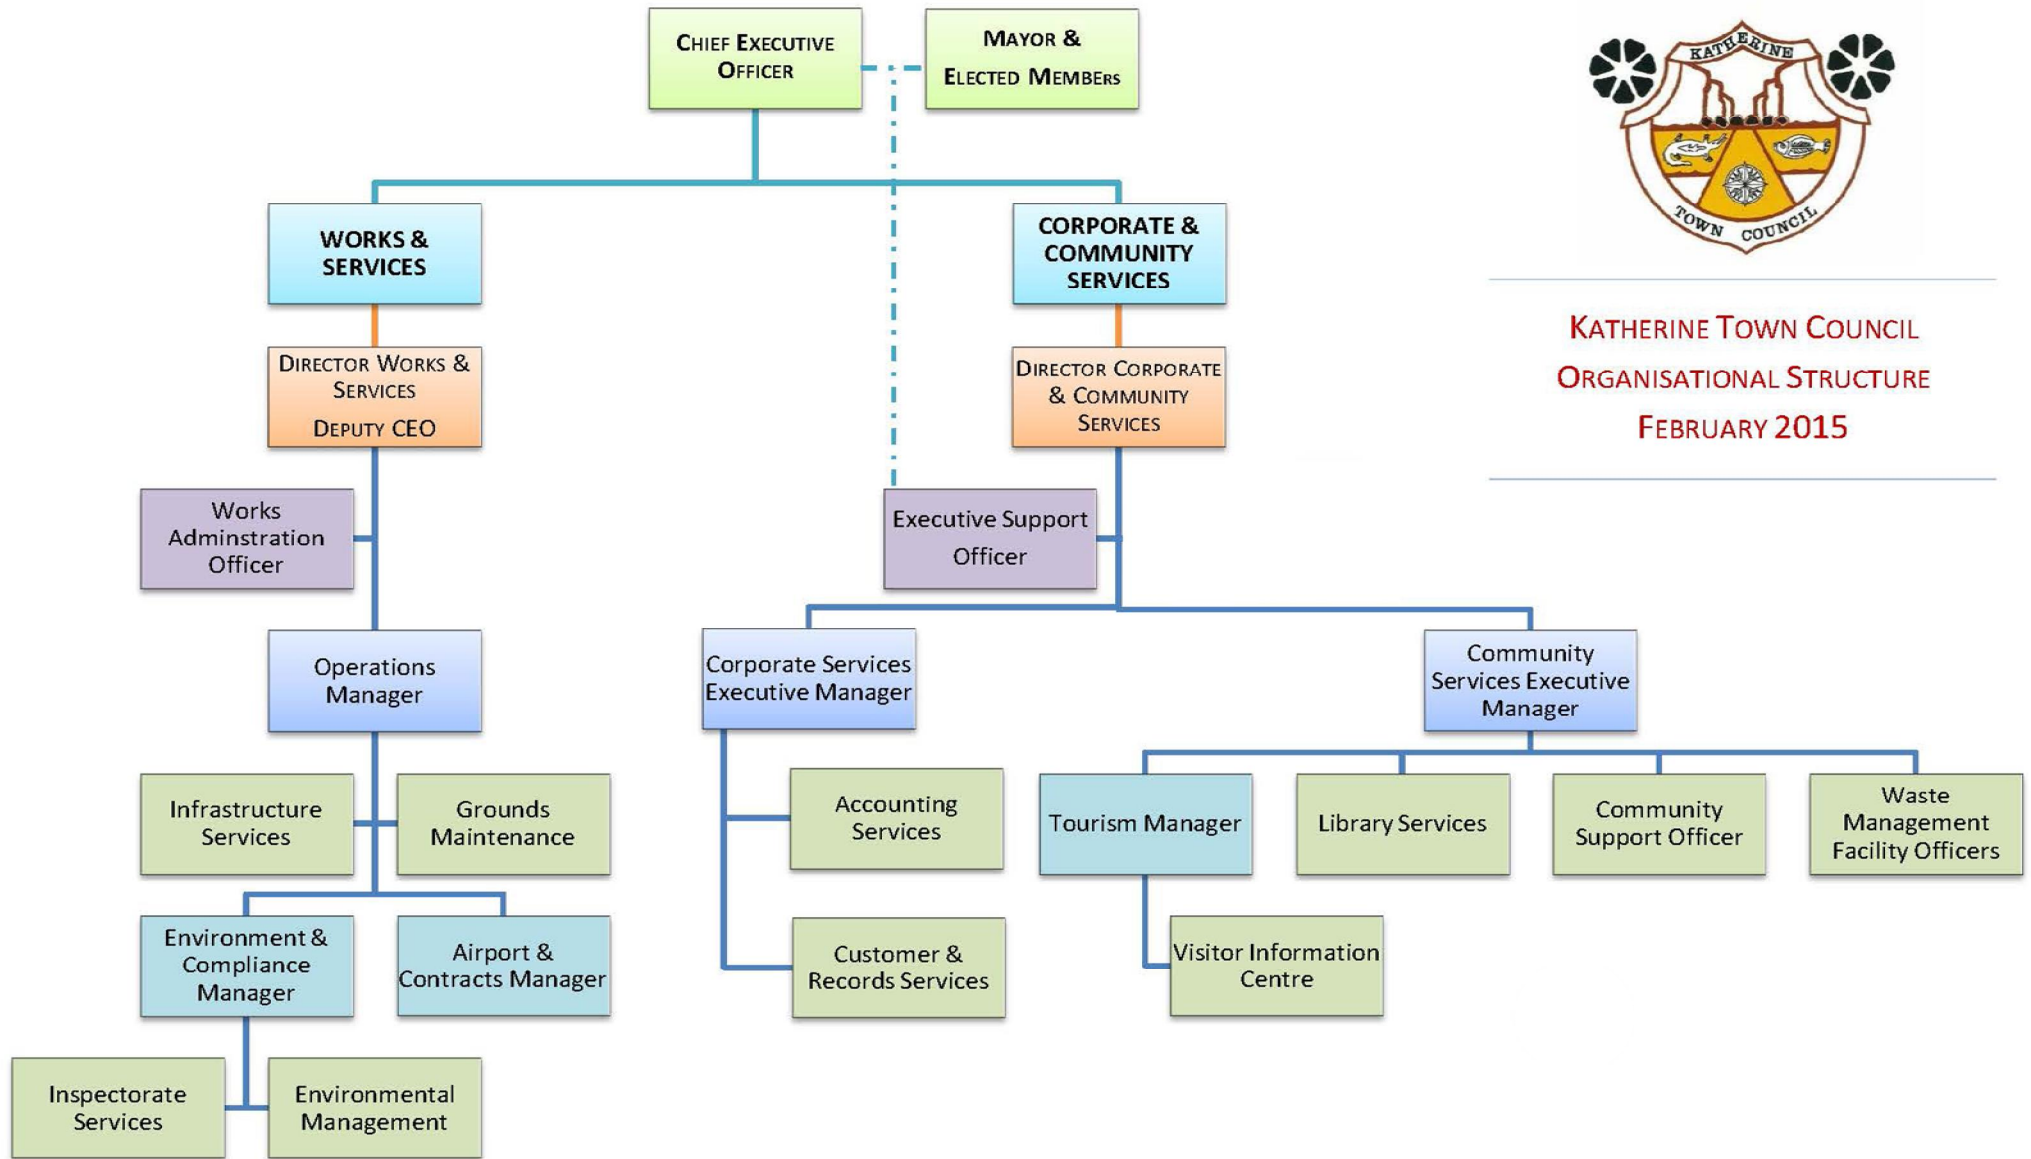 CHIEF EXECUTIVE
OFFICER
MAYOR &
ELECTED MEMBERS
KATHERINE
TOWN COUNCIL
WORKS &
SERVICES
CORPORATE &
COMMUNITY
SERVICES
KATHERINE TOWN COUNCIL
ORGANISATIONAL STRUCTURE
FEBRUARY 2015
DIRECTOR WORKS &
SERVICES
DEPUTY CEO
DIRECTOR CORPORATE
& COMMUNITY
SERVICES
Works
Adminstration
Officer
Executive Support
Officer
Operations
Manager
Corporate Services
Executive Manager
Community
Services Executive
Manager
Infrastructure
Services
Grounds
Maintenance
Accounting
Services
Tourism Manager
Library Services
Community
Support Officer
Waste
Management
Facility Officers
Environment &
Compliance
Manager
Airport &
Contracts Manager
Customer &
Records Services
Visitor Information
Centre
Inspectorate
Services
Environmental
Management